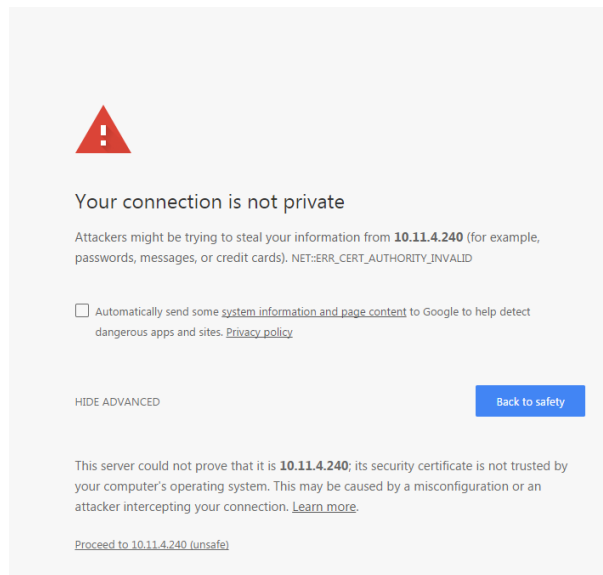 Your connection is not private
Attackers might be trying to steal your information from 10.11.4.240 (for example,
passwords, messages, or credit cards). NET::ERR_CERT_AUTHORITY_INVALID
Automatically send some system information and page content to Google to help detect
dangerous apps and sites. Privacy policy
HIDE ADVANCED
Back to safety
This server could not prove that it is 10.11.4.240; its security certificate is not trusted by
your computer's operating system. This may be caused by a misconfiguration or an
attacker intercepting your connection. Learn more.
Proceed to 10.11.4.240 (unsafe)